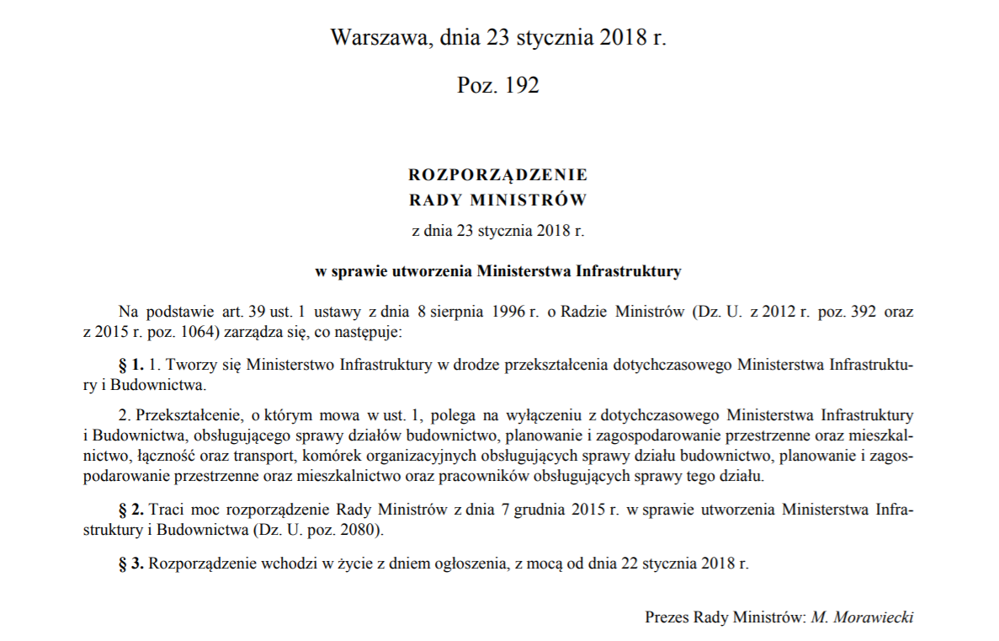 Warszawa, dnia 23 stycznia 2018 r.
Poz. 192
ROZPORZĄDZENIE
RADY MINISTRÓW
z dnia 23 stycznia 2018 r.
w sprawie utworzenia Ministerstwa Infrastruktury
Na podstawie art. 39 ust. 1 ustawy z dnia 8 sierpnia 1996 r. o Radzie Ministrów (Dz. U. z 2012 r. poz. 392 oraz
z 2015 r. poz. 1064) zarządza się, co następuje:
§ 1. 1. Tworzy się Ministerstwo Infrastruktury w drodze przekształcenia dotychczasowego Ministerstwa Infrastruktu-
ry i Budownictwa.
2. Przekształcenie, o którym mowa w ust. 1, polega na wyłączeniu z dotychczasowego Ministerstwa Infrastruktury
i Budownictwa, obsługującego sprawy działów budownictwo, planowanie i zagospodarowanie przestrzenne oraz mieszkal-
nictwo, łączność oraz transport, komórek organizacyjnych obsługujących sprawy działu budownictwo, planowanie i zagos-
podarowanie przestrzenne oraz mieszkalnictwo oraz pracowników obsługujących sprawy tego działu.
§ 2. Traci moc rozporządzenie Rady Ministrów z dnia 7 grudnia 2015 r. w sprawie utworzenia Ministerstwa Infra-
struktury i Budownictwa (Dz. U. poz. 2080).
§ 3. Rozporządzenie wchodzi w życie z dniem ogłoszenia, z mocą od dnia 22 stycznia 2018 r.
Prezes Rady Ministrów: M. Morawiecki